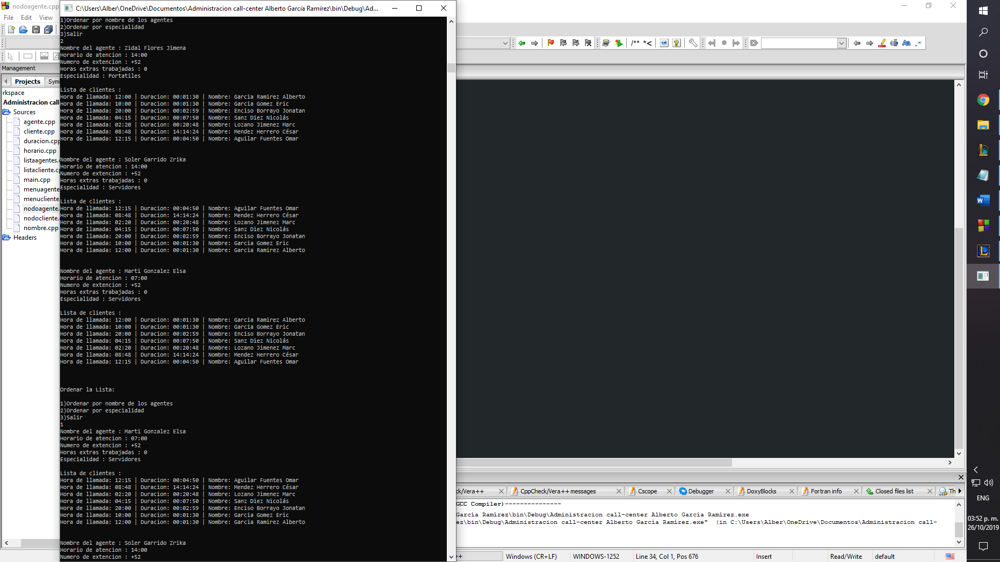 nodoagente.cpp
File Edit View
Management
Projects Sym
rkspace
Administracion call
Sources
agente.cpp
cliente.cpp
duracion.cpp
horario.cpp
listaagentes.
listacliente.cp
main.cpp
menuagente
menucliente.
nodoagente.
nodocliente.
nombre.cpp
Headers
C:\Users\Alber\OneDrive\Documentos\Administracion call-center Alberto García Ramírez\bin\Debug\Ad...
1)Ordenar por nombre de los agentes
2)Ordenar por especialidad
3)Salir
2
Nombre del agente : Zidal Flores Jimena
Horario de atencion : 14:00
Numero de extencion : +52
Horas extras trabajadas : 0
Especialidad : Portatiles
Lista de clientes :
Hora de llamada: 12:00 | Duracion: 00:01:30 | Nombre: Garcia Ramirez Alberto
Hora de llamada: 10:00 | Duracion: 00:01:30 | Nombre: Garcia Gomez Eric
Hora de llamada: 20:00 | Duracion: 00:02:59 | Nombre: Enciso Borrayo Jonatan
Hora de llamada: 04:15 | Duracion: 00:07:50 | Nombre: Sanz Diez Nicolás
Hora de llamada: 02:20 | Duracion: 00:20:48 | Nombre: Lozano Jimenez Marc
Hora de llamada: 08:48 | Duracion: 14:14:24 | Nombre: Mendez Herrero César
Hora de llamada: 12:15 | Duracion: 00:04:50 | Nombre: Aguilar Fuentes Omar
Nombre del agente : Soler Garrido Zrika
Horario de atencion : 14:00
Numero de extencion : +52
Horas extras trabajadas : 0
Especialidad : Servidores
Lista de clientes :
Hora de llamada: 12:15 | Duracion: 00:04:50 | Nombre: Aguilar Fuentes Omar
Hora de llamada: 08:48 | Duracion: 14:14:24 | Nombre: Mendez Herrero César
Hora de llamada: 02:20 | Duracion: 00:20:48 | Nombre: Lozano Jimenez Marc
Hora de llamada: 04:15 | Duracion: 00:07:50 | Nombre: Sanz Diez Nicolás
Hora de llamada: 20:00 | Duracion: 00:02:59 | Nombre: Enciso Borrayo Jonatan
Hora de llamada: 10:00 | Duracion: 00:01:30 | Nombre: Garcia Gomez Eric
Hora de llamada: 12:00 | Duracion: 00:01:30 | Nombre: Garcia Ramirez Alberto
Nombre del agente : Marti Gonzalez Elsa
Horario de atencion : 07:00
Numero de extencion : +52
Horas extras trabajadas : 0
Especialidad : Servidores
Lista de clientes :
Hora de llamada: 12:00 | Duracion: 00:01:30 | Nombre: Garcia Ramirez Alberto
Hora de llamada: 10:00 | Duracion: 00:01:30 | Nombre: Garcia Gomez Eric
Hora de llamada: 20:00 | Duracion: 00:02:59 | Nombre: Enciso Borrayo Jonatan
Hora de llamada: 04:15 | Duracion: 00:07:50 | Nombre: Sanz Diez Nicolás
Hora de llamada: 02:20 | Duracion: 00:20:48 | Nombre: Lozano Jimenez Marc
Hora de llamada: 08:48 | Duracion: 14:14:24 | Nombre: Mendez Herrero César
Hora de llamada: 12:15 | Duracion: 00:04:50 | Nombre: Aguilar Fuentes Omar
Ordenar la Lista:
1)Ordenar por nombre de los agentes
2)Ordenar por especialidad
3)Salir
1
Nombre del agente : Marti Gonzalez Elsa
Horario de atencion : 07:00
Numero de extencion : +52
Horas extras trabajadas : 0
Especialidad : Servidores
Lista de clientes :
Hora de llamada: 12:15 | Duracion: 00:04:50 | Nombre: Aguilar Fuentes Omar
Hora de llamada: 08:48 | Duracion: 14:14:24 | Nombre: Mendez Herrero César
Hora de llamada: 02:20 | Duracion: 00:20:48 | Nombre: Lozano Jimenez Marc
Hora de llamada: 04:15 | Duracion: 00:07:50 | Nombre: Sanz Diez Nicolás
Hora de llamada: 20:00 | Duracion: 00:02:59 | Nombre: Enciso Borrayo Jonatan
Hora de llamada: 10:00 | Duracion: 00:01:30 | Nombre: Garcia Gomez Eric
Hora de llamada: 12:00 | Duracion: 00:01:30 | Nombre: Garcia Ramirez Alberto
Nombre del agente : Soler Garrido Zrika
Horario de atencion : 14:00
Numero de extencion : +52
/** *< Aa .*
ck/Vera++ CppCheck/Vera++ messages Cscope Debugger DoxyBlocks Fortran info Closed files list Th
GCC Compiler)---------------
García Ramírez\bin\Debug\Administracion call-center Alberto García Ramírez.exe
ez\bin\Debug\Administracion call-center Alberto García Ramírez.exe" (in C:\Users\Alber\OneDrive\Documentos\Administracion call-
++ Windows (CR+LF) WINDOWS-1252 Line 34, Col 1, Pos 676 Insert Read/Write default
ENG
03:52 p. m.
26/10/2019